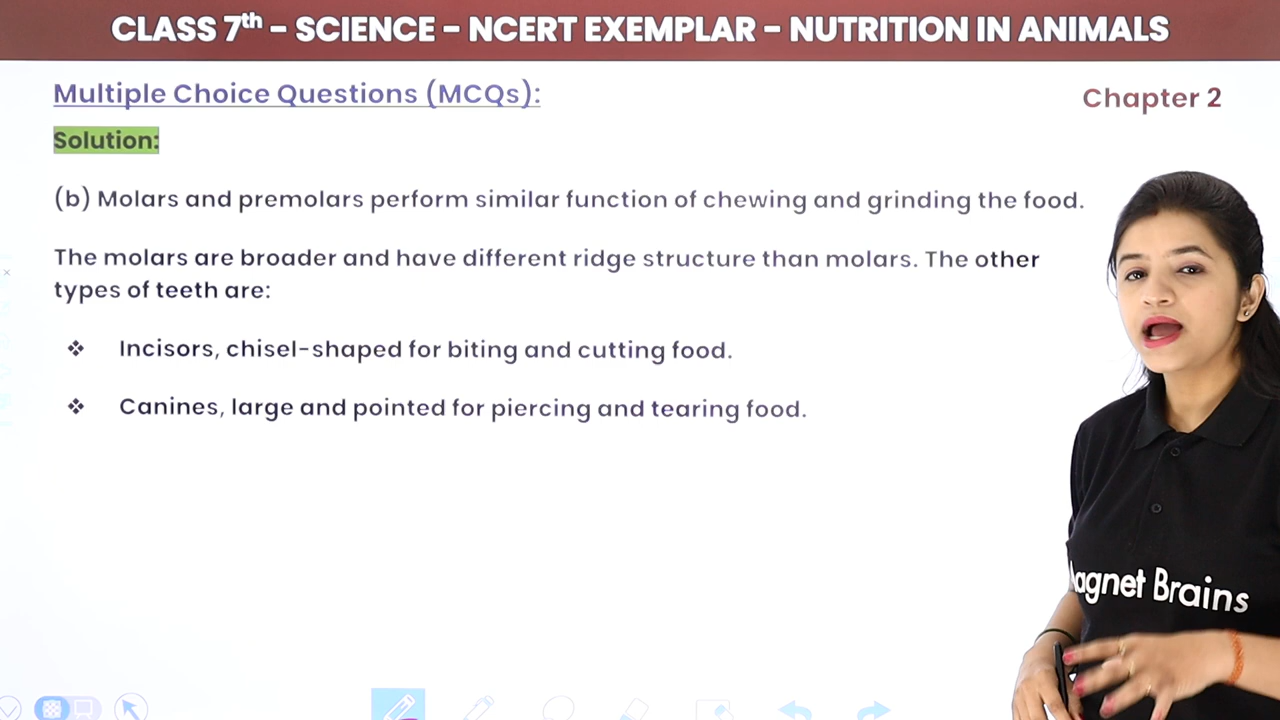 CLASS 7th - SCIENCE - NCERT EXEMPLAR - NUTRITION IN ANIMALS
Multiple Choice Questions (MCQs):
Chapter 2
Solution:
(b) Molars and premolars perform similar function of chewing and grinding the food.
The molars are broader and have different ridge structure than molars. The other
types of teeth are:
❖ Incisors, chisel-shaped for biting and cutting food.
❖ Canines, large and pointed for piercing and tearing food.
agnet Brains